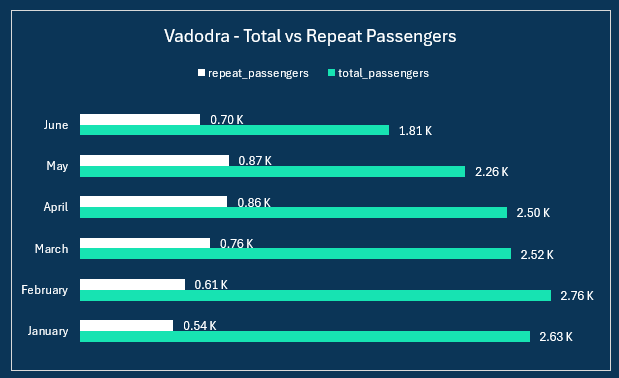 Vadodra - Total vs Repeat Passengers
repeat_passengers total_passengers
June 0.70 K
1.81 K
May 0.87 K
2.26 K
April 0.86 K
2.50 K
March 0.76 K
2.52 K
February 0.61 K
2.76 K
January 0.54 K
2.63 K